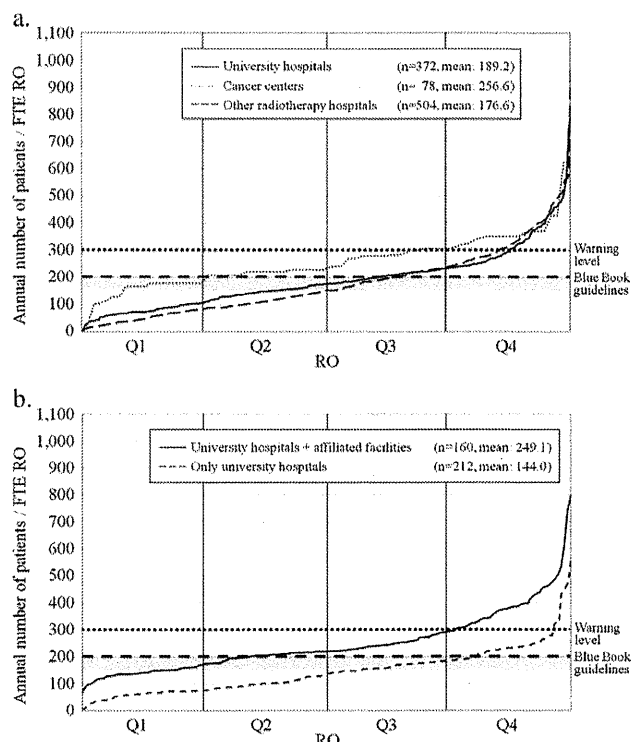 a.
1,100
1,000
900
800
700
600
500
400
300
200
100
0
Annual number of patients / FTE RO
University hospitals (n=372, mean: 189.2)
Cancer centers (n= 78, mean: 256.6)
Other radiotherapy hospitals (n=504, mean: 176.6)
Warning
level
Blue Book
guidelines
Q1 Q2 Q3 Q4
RO
b.
1,100
1,000
900
800
700
600
500
400
300
200
100
0
Annual number of patients / FTE RO
University hospitals + affiliated facilities (n=160, mean: 249.1)
Only university hospitals (n=212, mean: 144.0)
Warning
level
Blue Book
guidelines
Q1 Q2 Q3 Q4
RO